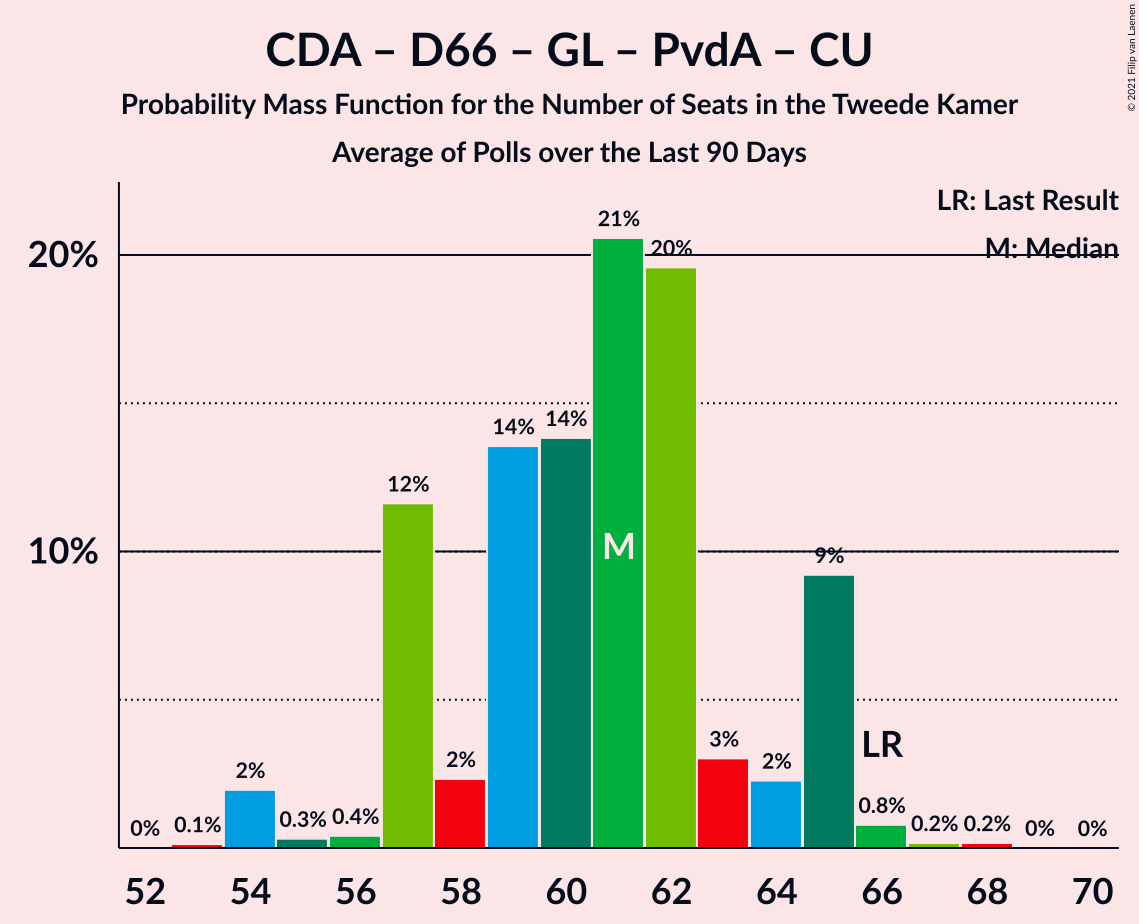 CDA – D66 – GL – PvdA – CU
Probability Mass Function for the Number of Seats in the Tweede Kamer
Average of Polls over the Last 90 Days
© 2021 Filip van Laenen
LR: Last Result
M: Median
20%
10%
0%
0.1%
2%
0.3%
0.4%
12%
2%
14%
14%
21%
20%
3%
2%
9%
0.8%
0.2%
0.2%
0%
0%
M
LR
52 54 56 58 60 62 64 66 68 70